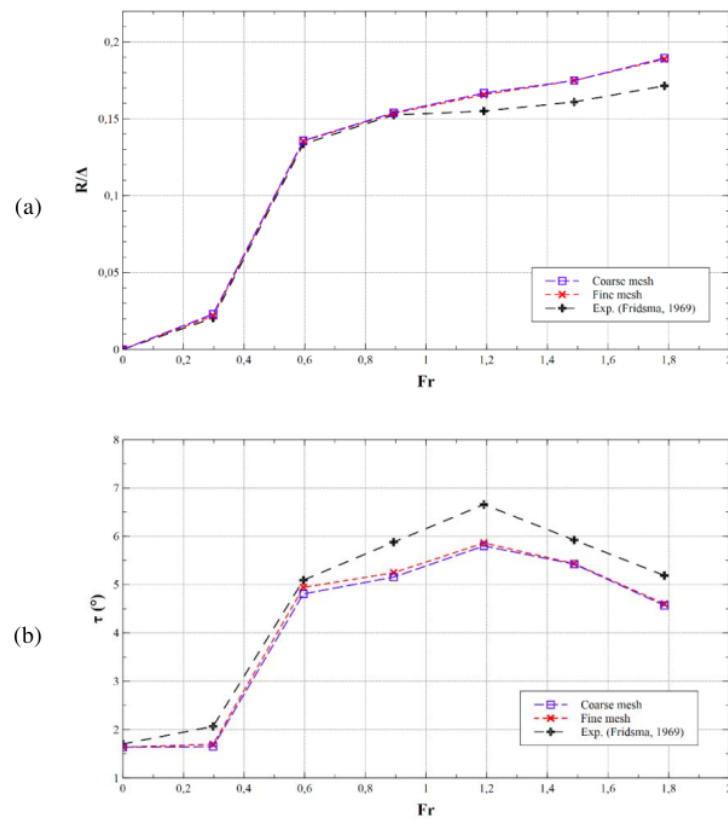 (a)
R/Δ
0,2
0,15
0,1
0,05
0
0 0,2 0,4 0,6 0,8 1 1,2 1,4 1,6 1,8 2
Fr
Coarse mesh
Fine mesh
Exp. (Fridsma, 1969)
(b)
τ (°)
8
7
6
5
4
3
2
1
0 0,2 0,4 0,6 0,8 1 1,2 1,4 1,6 1,8 2
Fr
Coarse mesh
Fine mesh
Exp. (Fridsma, 1969)